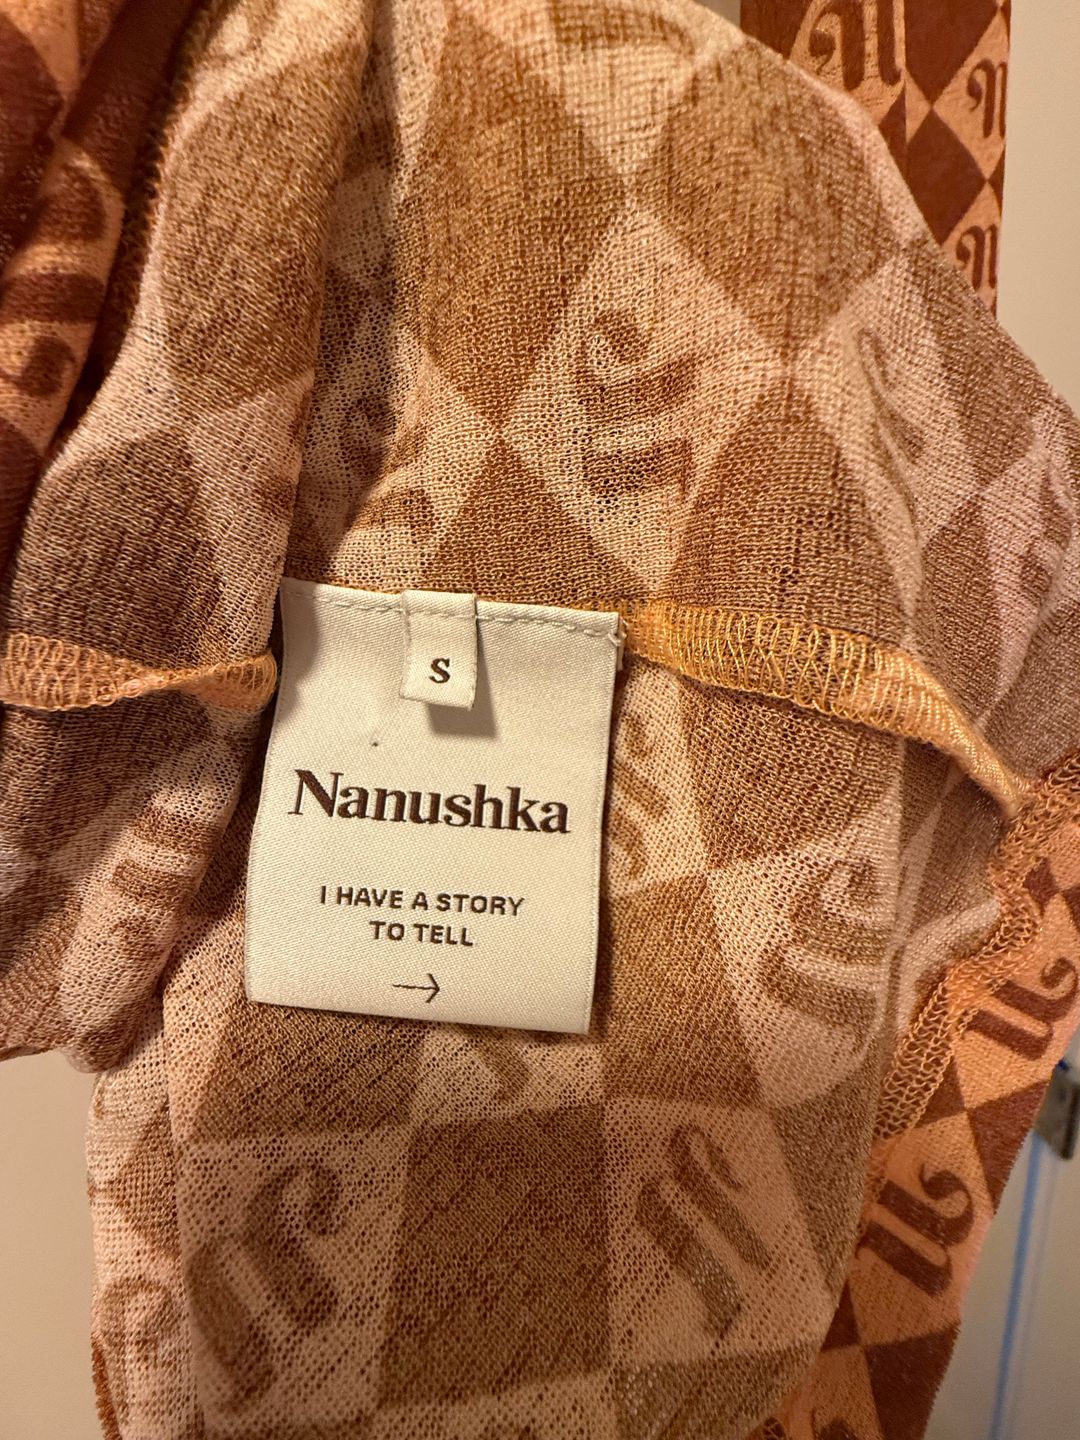 S
Nanushka
I HAVE A STORY
TO TELL
→